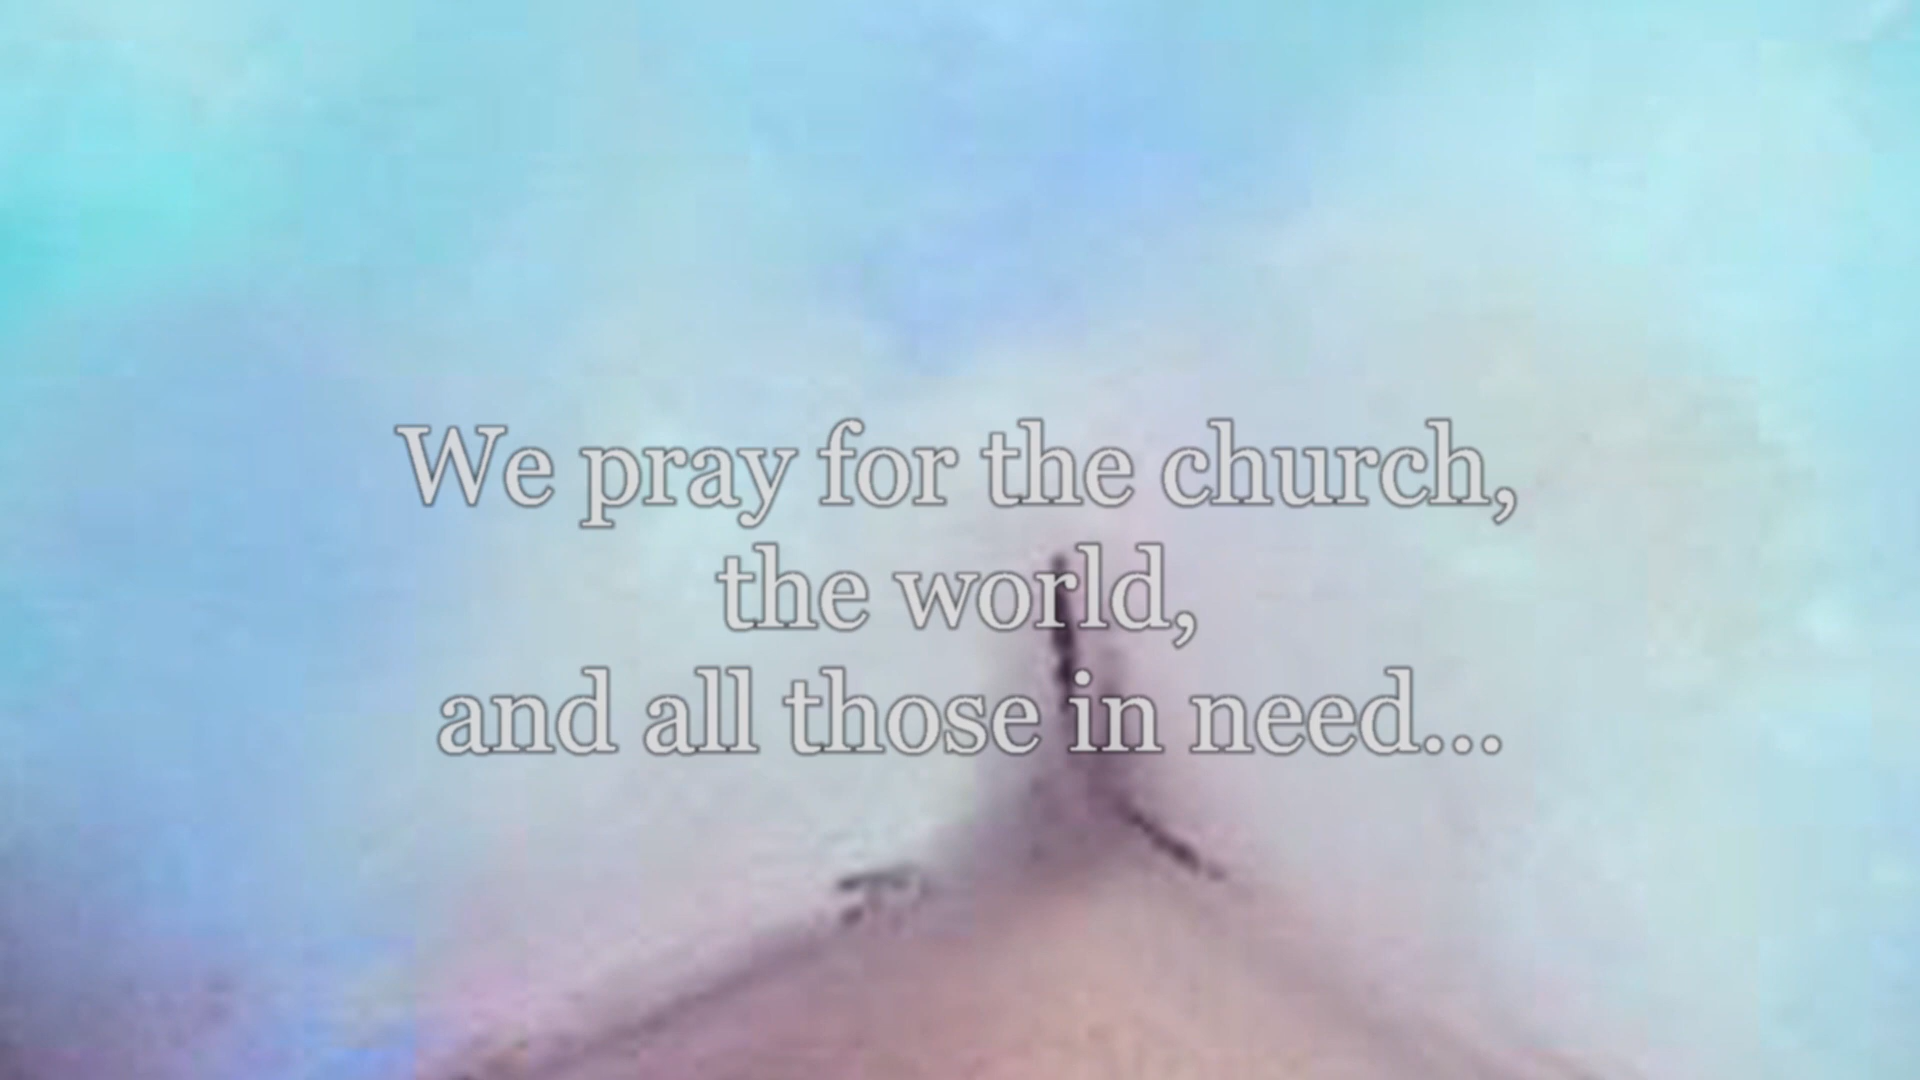 We pray for the church,
the world,
and all those in need...